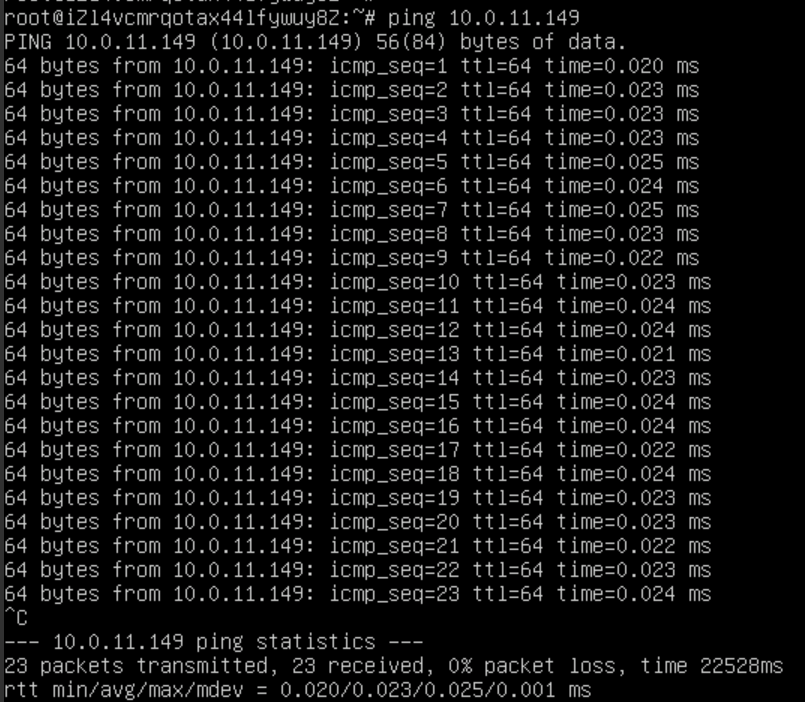 root@iZl4vcmrqotax44lfywuy8Z:~# ping 10.0.11.149
PING 10.0.11.149 (10.0.11.149) 56(84) bytes of data.
64 bytes from 10.0.11.149: icmp_seq=1 ttl=64 time=0.020 ms
64 bytes from 10.0.11.149: icmp_seq=2 ttl=64 time=0.023 ms
64 bytes from 10.0.11.149: icmp_seq=3 ttl=64 time=0.023 ms
64 bytes from 10.0.11.149: icmp_seq=4 ttl=64 time=0.023 ms
64 bytes from 10.0.11.149: icmp_seq=5 ttl=64 time=0.025 ms
64 bytes from 10.0.11.149: icmp_seq=6 ttl=64 time=0.024 ms
64 bytes from 10.0.11.149: icmp_seq=7 ttl=64 time=0.025 ms
64 bytes from 10.0.11.149: icmp_seq=8 ttl=64 time=0.023 ms
64 bytes from 10.0.11.149: icmp_seq=9 ttl=64 time=0.022 ms
64 bytes from 10.0.11.149: icmp_seq=10 ttl=64 time=0.023 ms
64 bytes from 10.0.11.149: icmp_seq=11 ttl=64 time=0.024 ms
64 bytes from 10.0.11.149: icmp_seq=12 ttl=64 time=0.024 ms
64 bytes from 10.0.11.149: icmp_seq=13 ttl=64 time=0.021 ms
64 bytes from 10.0.11.149: icmp_seq=14 ttl=64 time=0.023 ms
64 bytes from 10.0.11.149: icmp_seq=15 ttl=64 time=0.024 ms
64 bytes from 10.0.11.149: icmp_seq=16 ttl=64 time=0.024 ms
64 bytes from 10.0.11.149: icmp_seq=17 ttl=64 time=0.022 ms
64 bytes from 10.0.11.149: icmp_seq=18 ttl=64 time=0.024 ms
64 bytes from 10.0.11.149: icmp_seq=19 ttl=64 time=0.023 ms
64 bytes from 10.0.11.149: icmp_seq=20 ttl=64 time=0.023 ms
64 bytes from 10.0.11.149: icmp_seq=21 ttl=64 time=0.022 ms
64 bytes from 10.0.11.149: icmp_seq=22 ttl=64 time=0.023 ms
64 bytes from 10.0.11.149: icmp_seq=23 ttl=64 time=0.024 ms
^C
--- 10.0.11.149 ping statistics ---
23 packets transmitted, 23 received, 0% packet loss, time 22528ms
rtt min/avg/max/mdev = 0.020/0.023/0.025/0.001 ms